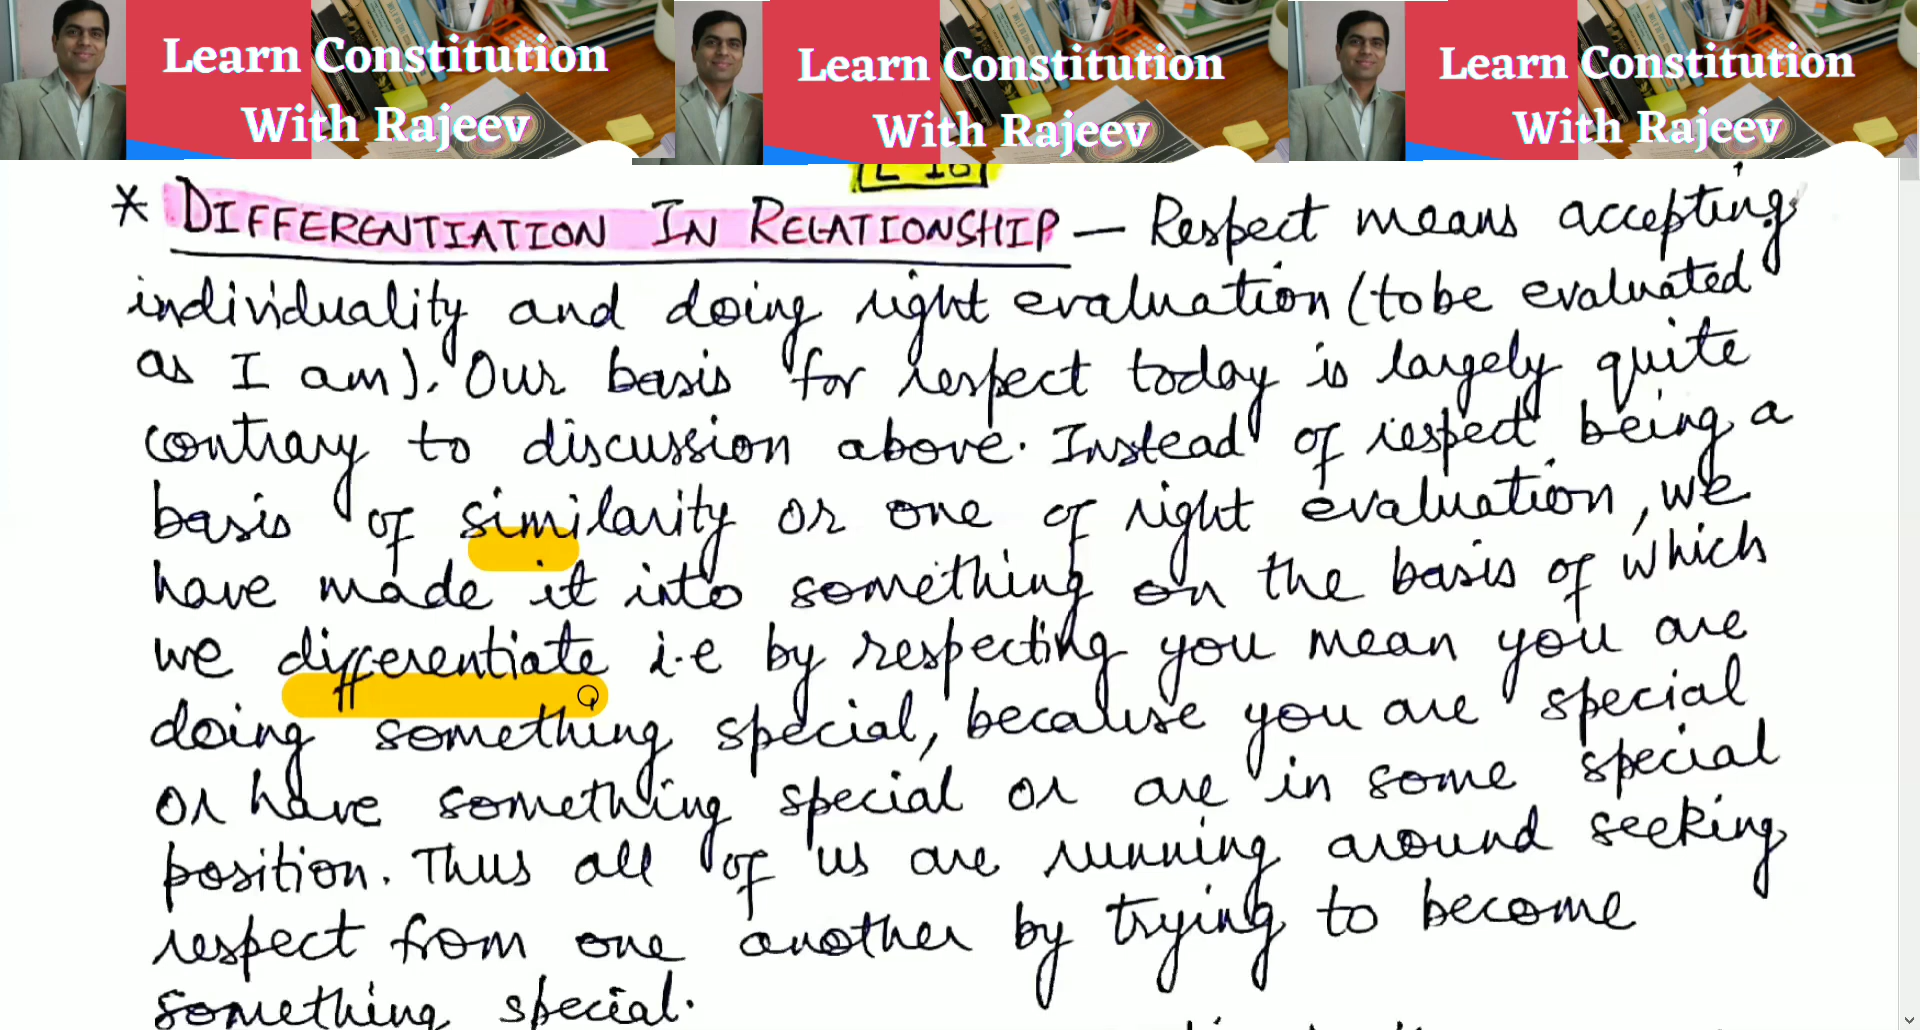 Learn Constitution
With Rajeev
Learn Constitution
With Rajeev
Learn Constitution
With Rajeev
L-16
* DIFFERENTIATION IN RELATIONSHIP — Respect means accepting
individuality and doing right evaluation (to be evaluated
as I am). Our basis for respect today is largely quite
contrary to discussion above. Instead of respect being a
basis of similarity or one of right evaluation, we
have made it into something on the basis of which
we differentiate i.e by respecting you mean you are
doing something special, because you are special
or have something special or are in some special
position. Thus all of us are running around seeking
respect from one another by trying to become
something special.